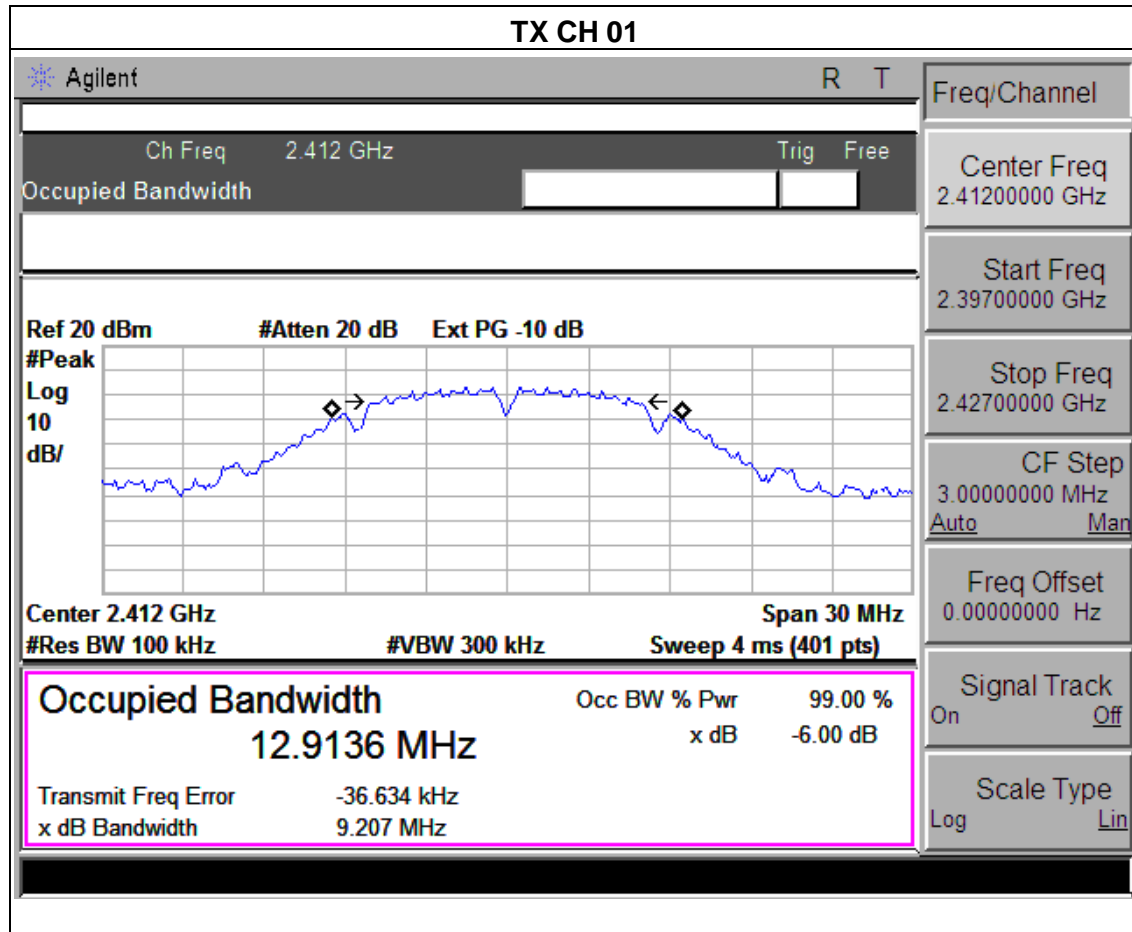 TX CH 01
Agilent R T
Ch Freq 2.412 GHz Trig Free
Occupied Bandwidth
Ref 20 dBm #Atten 20 dB Ext PG -10 dB
#Peak
Log
10
dB/
Center 2.412 GHz Span 30 MHz
#Res BW 100 kHz #VBW 300 kHz Sweep 4 ms (401 pts)
Occupied Bandwidth Occ BW % Pwr 99.00 %
12.9136 MHz x dB -6.00 dB
Transmit Freq Error -36.634 kHz
x dB Bandwidth 9.207 MHz
Freq/Channel
Center Freq
2.41200000 GHz
Start Freq
2.39700000 GHz
Stop Freq
2.42700000 GHz
CF Step
3.00000000 MHz
Auto Man
Freq Offset
0.00000000 Hz
Signal Track
On Off
Scale Type
Log Lin